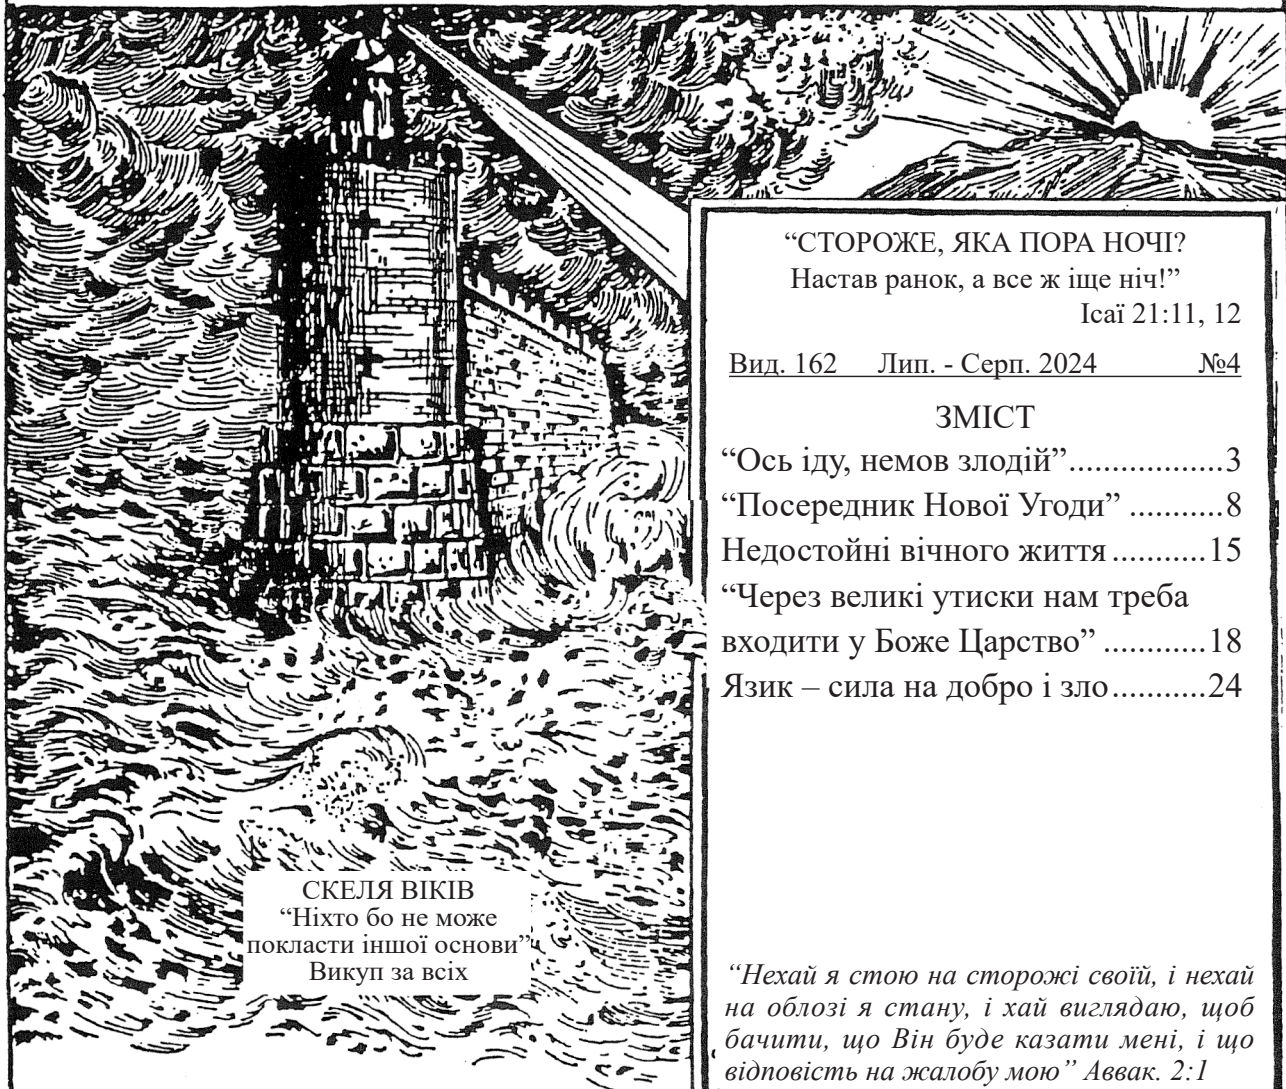 “СТОРОЖЕ, ЯКА ПОРА НОЧІ?
Настав ранок, а все ж іще ніч!”
Ісаї 21:11, 12
Вид. 162 Лип. - Серп. 2024 №4
ЗМІСТ
“Ось іду, немов злодій”..................3
“Посередник Нової Угоди” ...........8
Недостойні вічного життя..........15
“Через великі утиски нам треба
входити у Боже Царство” ..........18
Язик – сила на добро і зло..........24
СКЕЛЯ ВІКІВ
“Ніхто бо не може
покласти іншої основи”
Викуп за всіх
“Нехай я стою на сторожі своїй, і нехай
на облозі я стану, і хай виглядаю, щоб
бачити, що Він буде казати мені, і що
відповість на жалобу мою” Аввак. 2:1